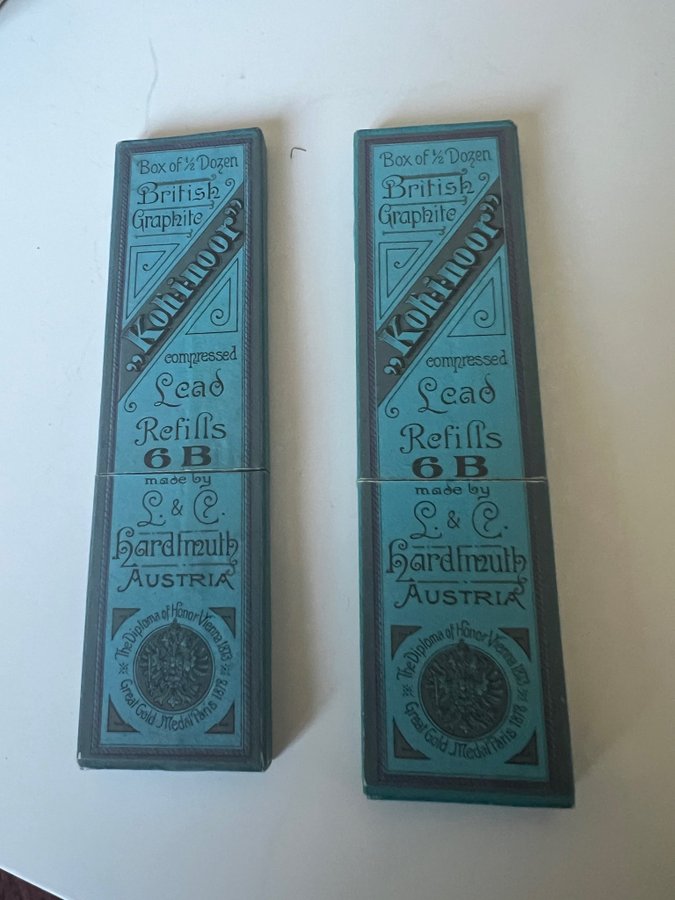 Box of ½ Dozen
British
Graphite
„Koh-i-noor”
compressed
Lead
Refills
6B
made by
L. & C.
Hardtmuth
AUSTRIA
The Diploma of Honor Vienna 1873
Great Gold Medal Paris 1878
Box of ½ Dozen
British
Graphite
„Koh-i-noor”
compressed
Lead
Refills
6B
made by
L. & C.
Hardtmuth
AUSTRIA
The Diploma of Honor Vienna 1873
Great Gold Medal Paris 1878